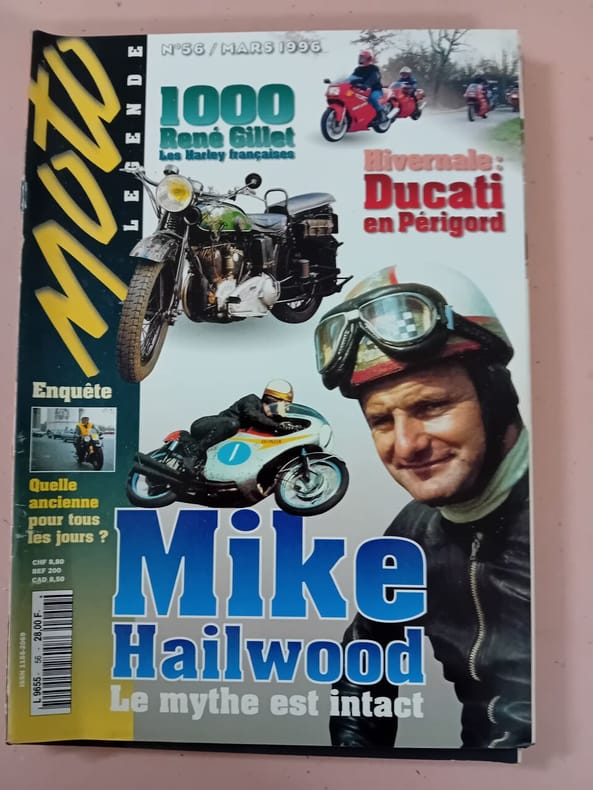 Moto
LEGENDE
N°56 / MARS 1996
1000
René Gillet
Les Harley françaises
Hivernale :
Ducati
en Périgord
Enquête
Quelle
ancienne
pour tous
les jours ?
CHF 8,80
BEF 200
CAD 8,50
1
Mike
Hailwood
Le mythe est intact
L 9655 - 56 - 28,00 F